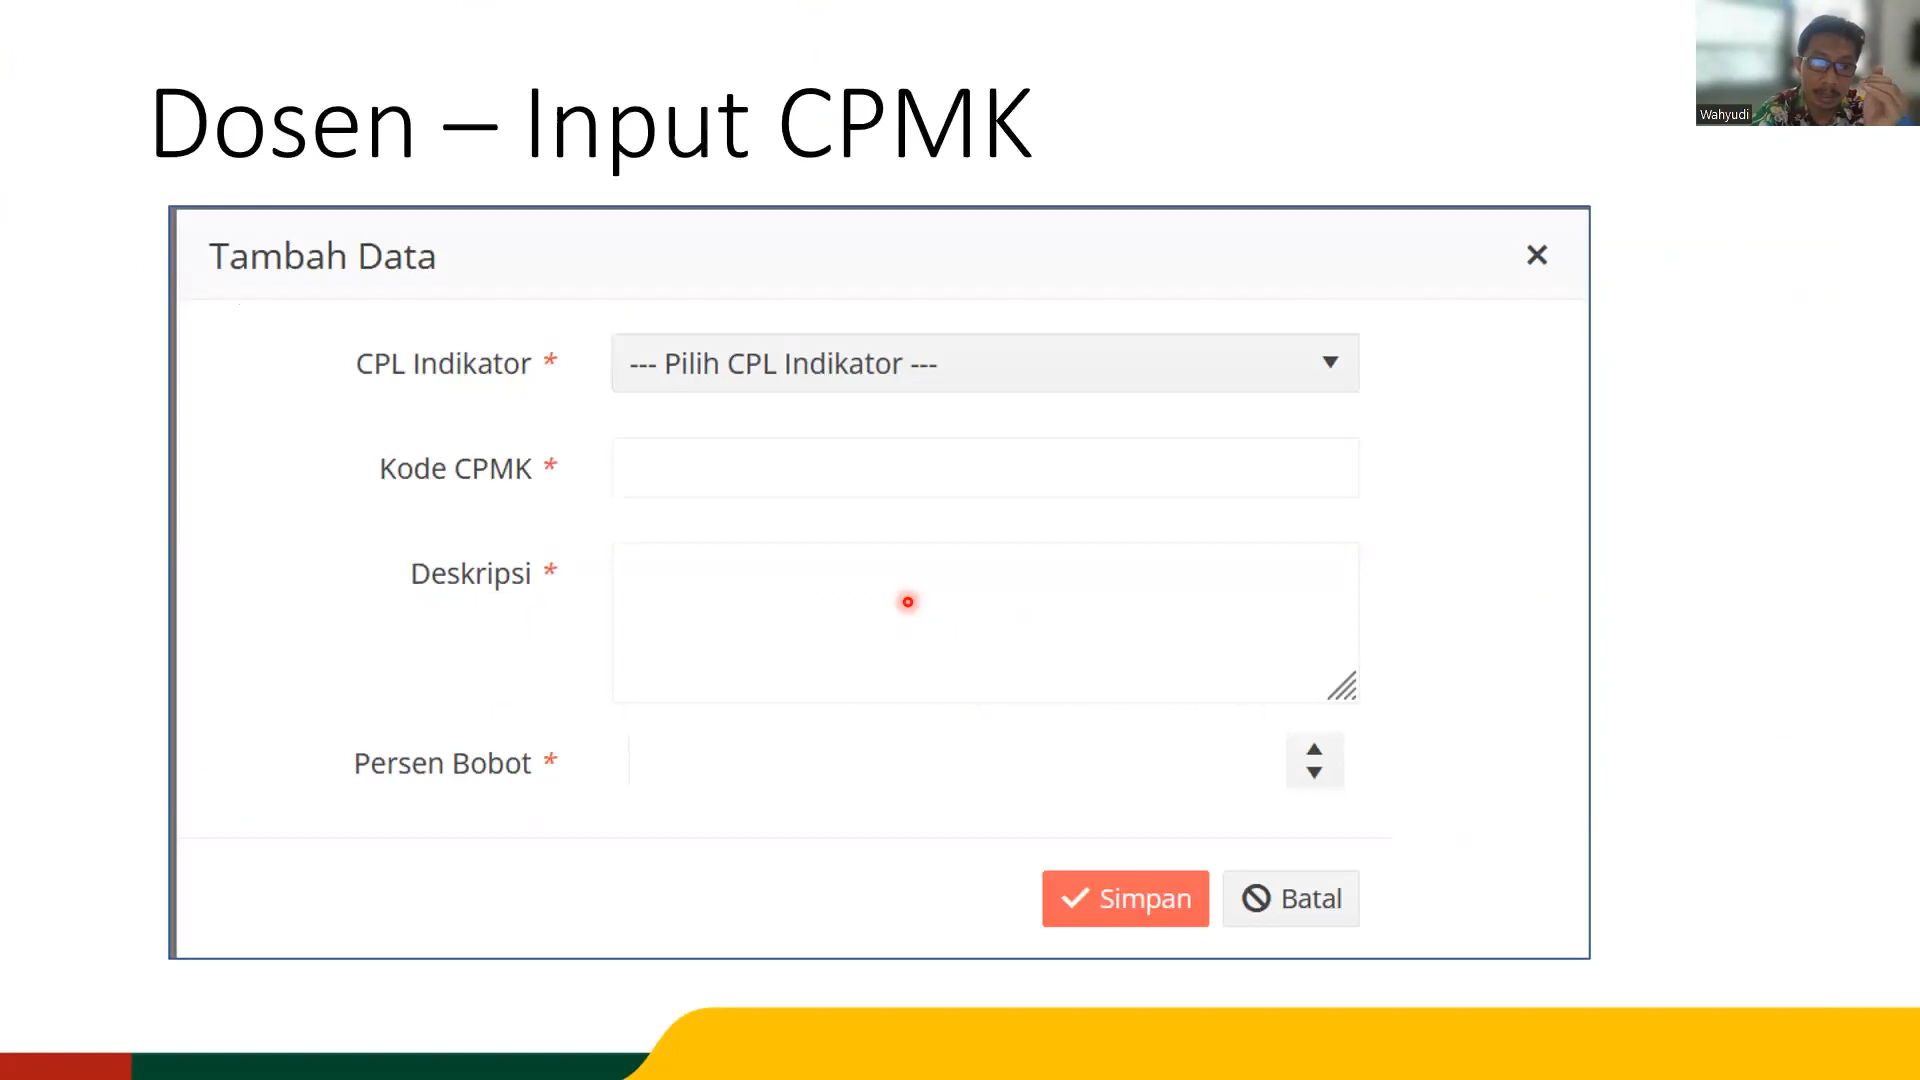 Dosen – Input CPMK
Wahyudi
Tambah Data
CPL Indikator *
--- Pilih CPL Indikator ---
Kode CPMK *
Deskripsi *
Persen Bobot *
Simpan
Batal